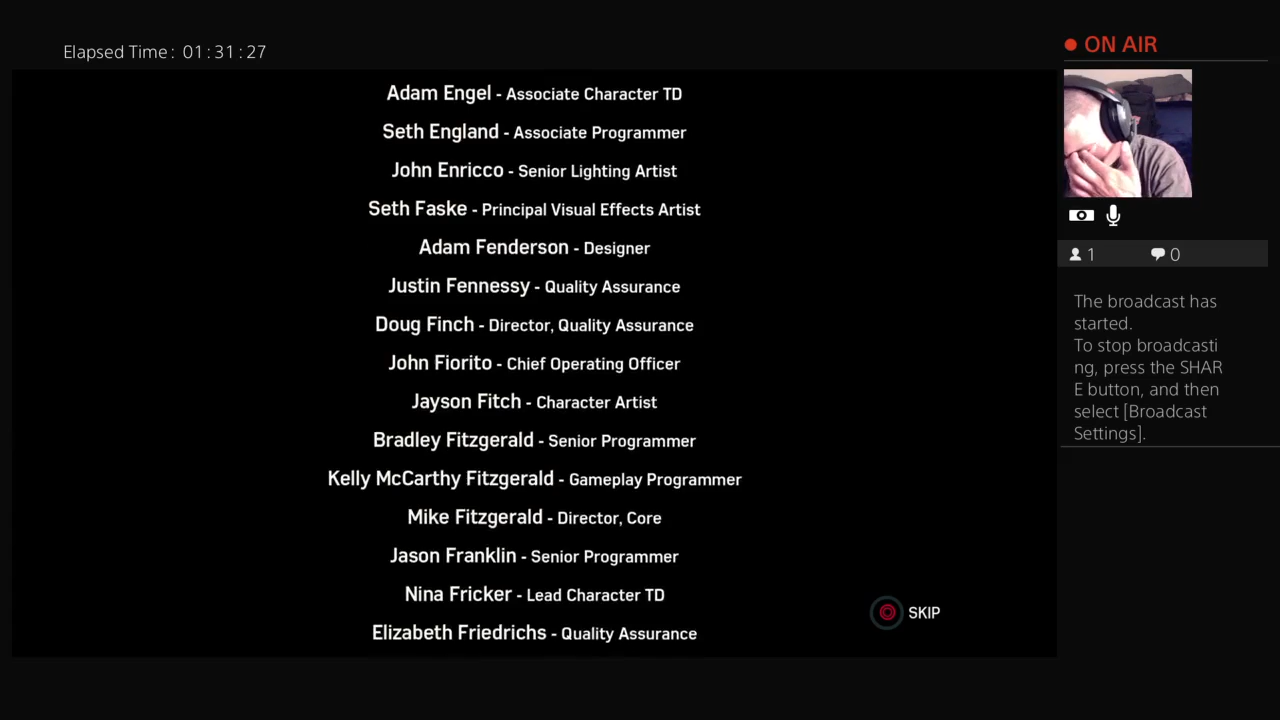 Elapsed Time: 01:31:27
ON AIR
Adam Engel - Associate Character TD
Seth England - Associate Programmer
John Enricco - Senior Lighting Artist
Seth Faske - Principal Visual Effects Artist
Adam Fenderson - Designer
Justin Fennessy - Quality Assurance
Doug Finch - Director, Quality Assurance
John Fiorito - Chief Operating Officer
Jayson Fitch - Character Artist
Bradley Fitzgerald - Senior Programmer
Kelly McCarthy Fitzgerald - Gameplay Programmer
Mike Fitzgerald - Director, Core
Jason Franklin - Senior Programmer
Nina Fricker - Lead Character TD
Elizabeth Friedrichs - Quality Assurance
SKIP
1 0
The broadcast has
started.
To stop broadcasti
ng, press the SHAR
E button, and then
select [Broadcast
Settings].